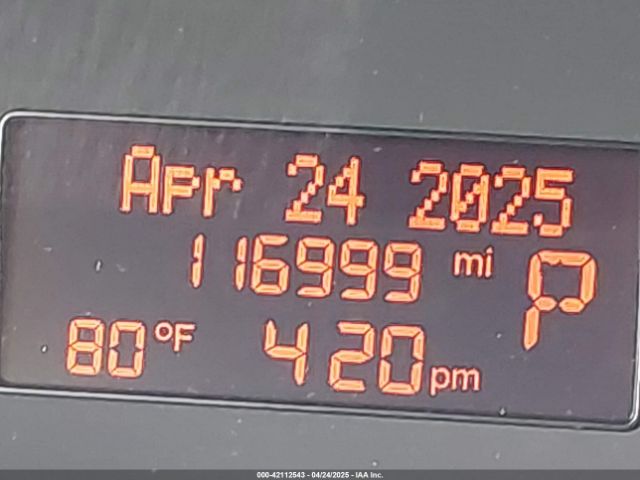 Apr 24 2025
116999 mi P
80°F 4 20 pm
000-42112543 - 04/24/2025 - IAA Inc.